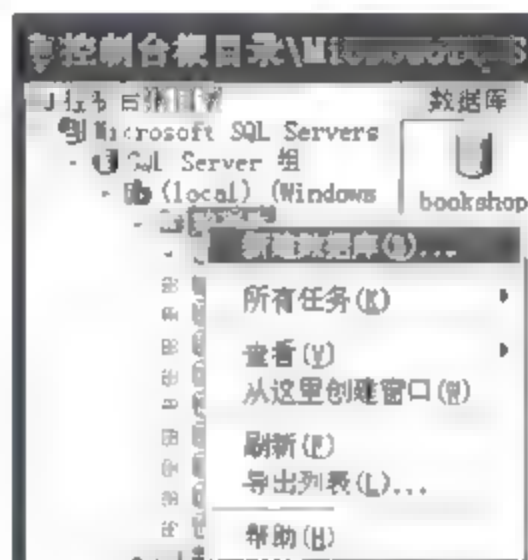 控制台根目录\Mi
数据库
Microsoft SQL Servers
SQL Server 组
(local) (Windows
bookshop
新建数据库(B)...
所有任务(K)
查看(V)
从这里创建窗口(W)
刷新(F)
导出列表(L)...
帮助(H)